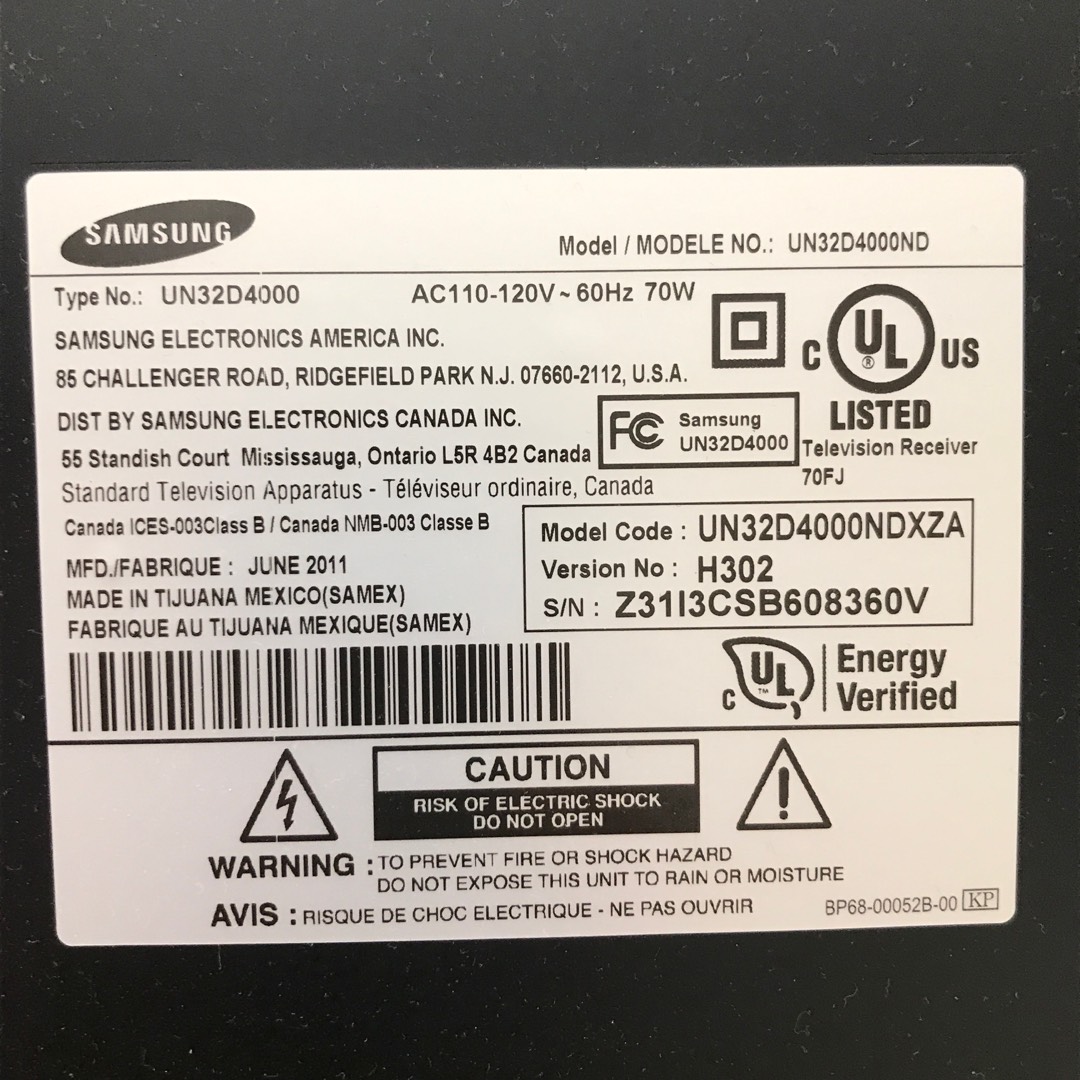 SAMSUNG
Model / MODELE NO.: UN32D4000ND
Type No.: UN32D4000 AC110-120V ~ 60Hz 70W
SAMSUNG ELECTRONICS AMERICA INC.
85 CHALLENGER ROAD, RIDGEFIELD PARK N.J. 07660-2112, U.S.A.
C UL ® US
LISTED
Television Receiver
70FJ
DIST BY SAMSUNG ELECTRONICS CANADA INC.
55 Standish Court Mississauga, Ontario L5R 4B2 Canada
FC Samsung
UN32D4000
Standard Television Apparatus - Téléviseur ordinaire, Canada
Canada ICES-003Class B / Canada NMB-003 Classe B
Model Code : UN32D4000NDXZA
Version No : H302
S/N : Z31I3CSB608360V
MFD./FABRIQUE : JUNE 2011
MADE IN TIJUANA MEXICO(SAMEX)
FABRIQUE AU TIJUANA MEXIQUE(SAMEX)
C UL ™ Energy
Verified
CAUTION
RISK OF ELECTRIC SHOCK
DO NOT OPEN
WARNING : TO PREVENT FIRE OR SHOCK HAZARD
DO NOT EXPOSE THIS UNIT TO RAIN OR MOISTURE
AVIS : RISQUE DE CHOC ELECTRIQUE - NE PAS OUVRIR
BP68-00052B-00 KP